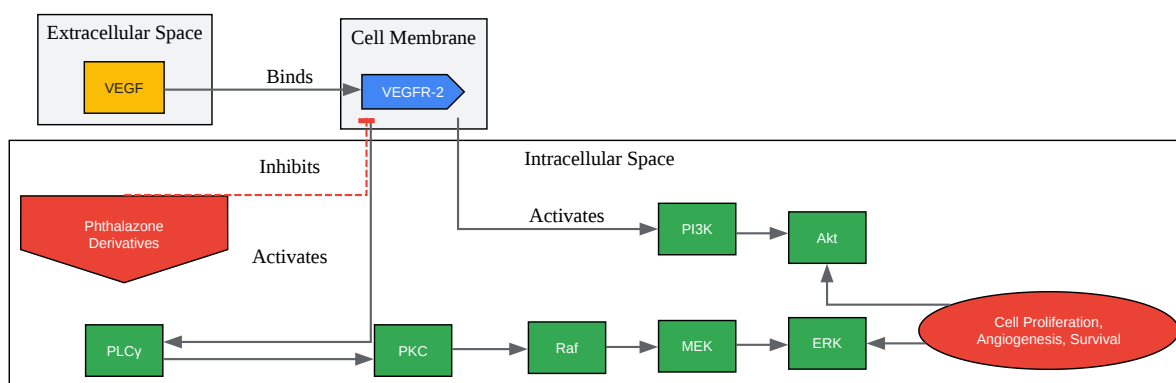 Extracellular Space
Cell Membrane
VEGF
Binds
VEGFR-2
Intracellular Space
Inhibits
Phthalazone
Derivatives
Activates
Activates
PI3K
Akt
PLCγ
PKC
Raf
MEK
ERK
Cell Proliferation,
Angiogenesis, Survival